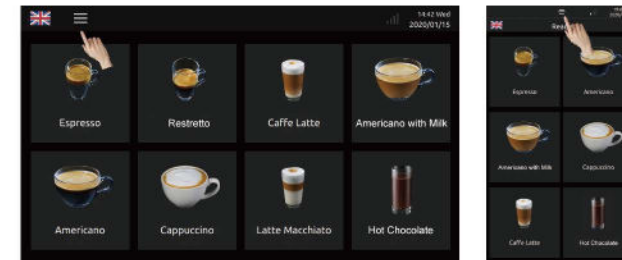 14:42 Wed
2020/01/15
Espresso
Restretto
Caffe Latte
Americano with Milk
Americano
Cappuccino
Latte Macchiato
Hot Chocolate
Espresso
Americano
Americano with Milk
Cappuccino
Caffe Latte
Hot Chocolate